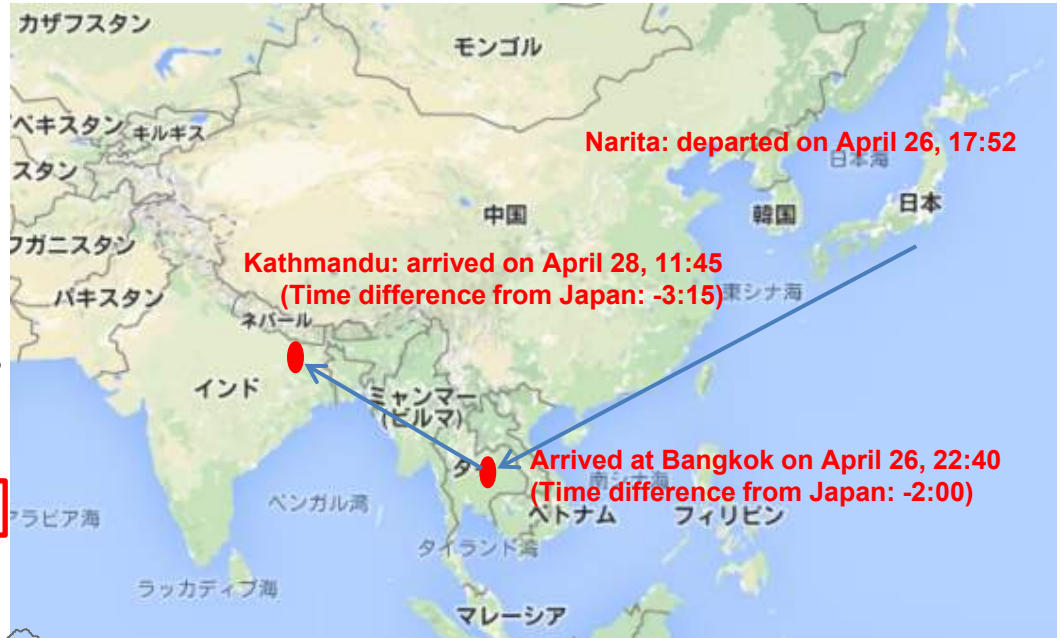 カザフスタン
モンゴル
ベキスタン
キルギス
Narita: departed on April 26, 17:52
スタン
日本海
中国
韓国
日本
フガニスタン
Kathmandu: arrived on April 28, 11:45
(Time difference from Japan: -3:15)
東シナ海
パキスタン
ネパール
インド
ミャンマー
(ビルマ)
タ
Arrived at Bangkok on April 26, 22:40
南シナ海
(Time difference from Japan: -2:00)
ベンガル湾
ベトナム
フィリピン
アラビア海
タイランド湾
ラッカディブ海
マレーシア